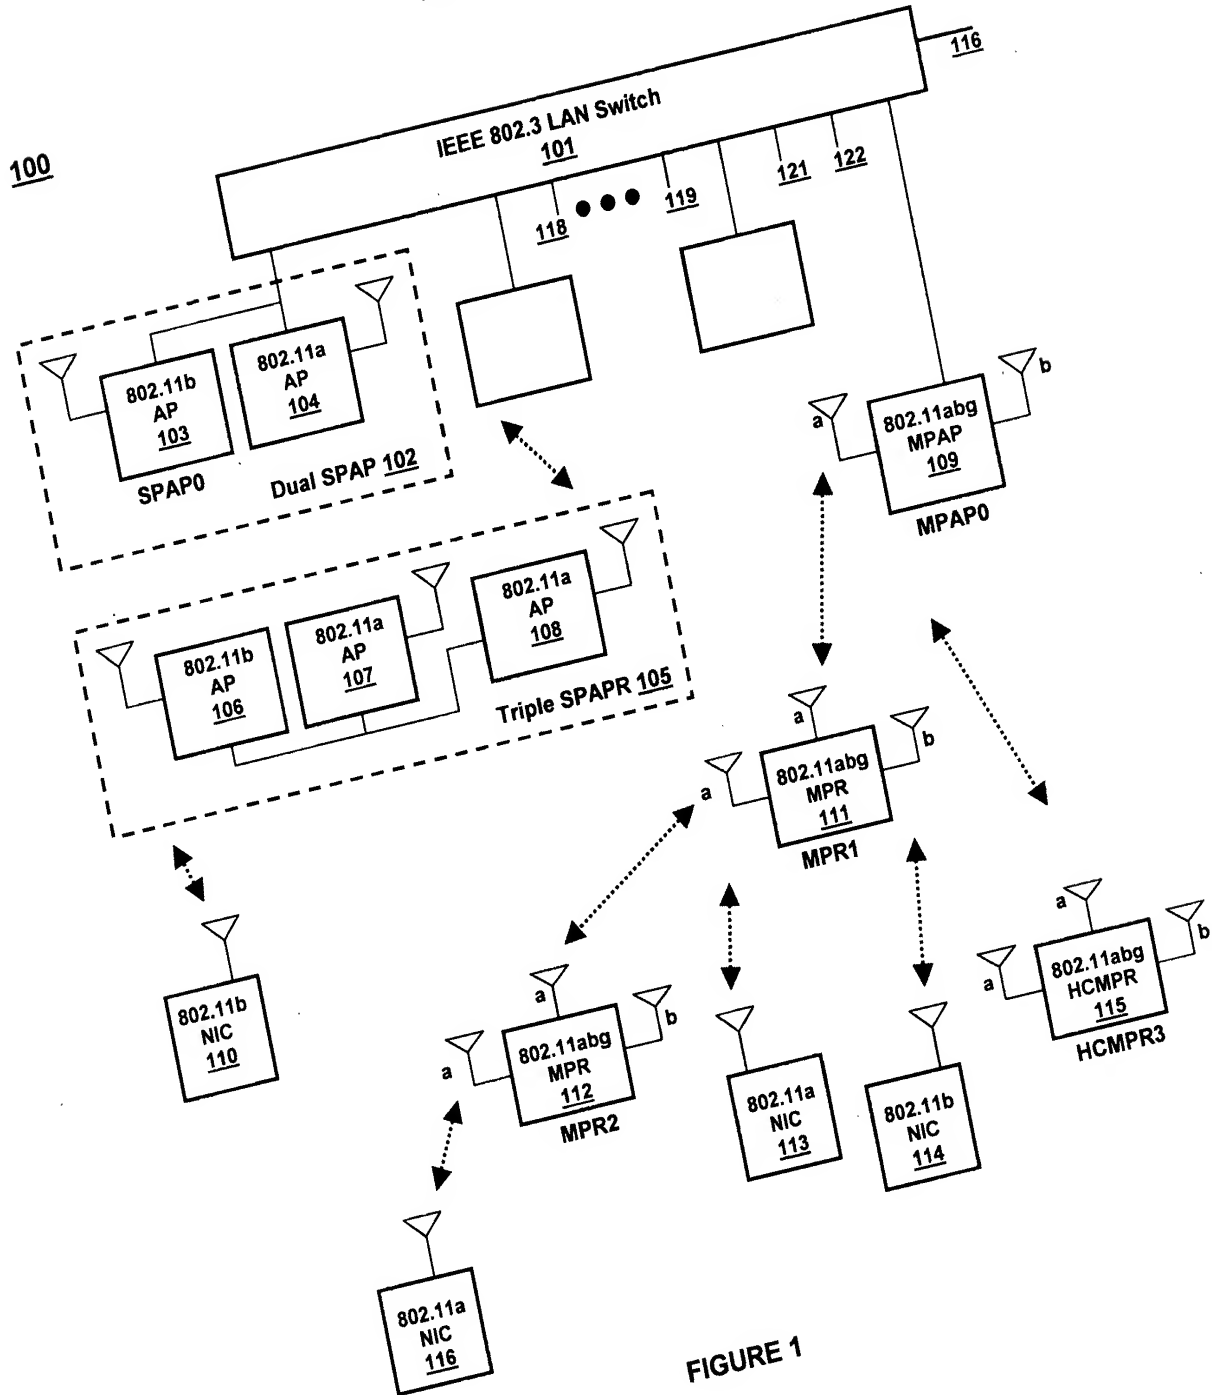 100
116
IEEE 802.3 LAN Switch
101
118
119
121
122
802.11b
AP
103
SPAP0
802.11a
AP
104
Dual SPAP 102
802.11abg
MPAP
109
MPAP0
a
b
802.11b
AP
106
802.11a
AP
107
802.11a
AP
108
Triple SPAPR 105
a
a
b
802.11abg
MPR
111
MPR1
802.11b
NIC
110
a
a
b
802.11abg
MPR
112
MPR2
802.11a
NIC
113
802.11b
NIC
114
a
a
b
802.11abg
HCMPR
115
HCMPR3
802.11a
NIC
116
FIGURE 1